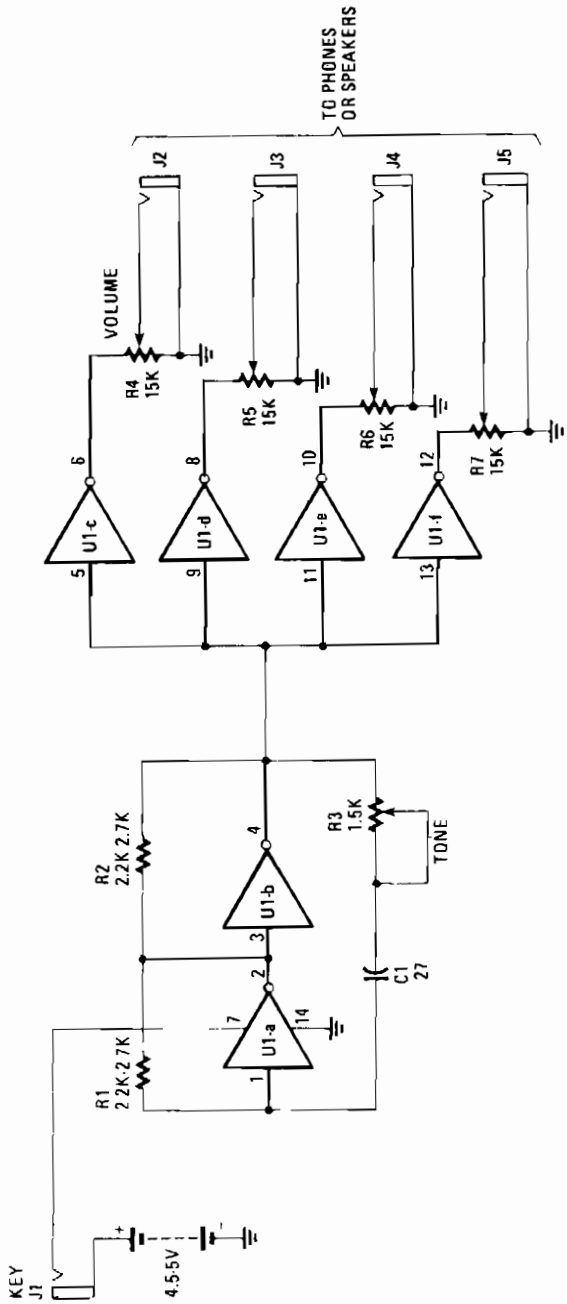 KEY
J1
+
-
4.5-5V
R1
2.2K-2.7K
R2
2.2K 2.7K
1
U1-a
2
7
14
3
U1-b
4
C1
27
R3
1.5K
TONE
5
U1-c
6
9
U1-d
8
11
U1-e
10
13
U1-f
12
VOLUME
R4
15K
R5
15K
R6
15K
R7
15K
J2
J3
J4
J5
TO PHONES
OR SPEAKERS